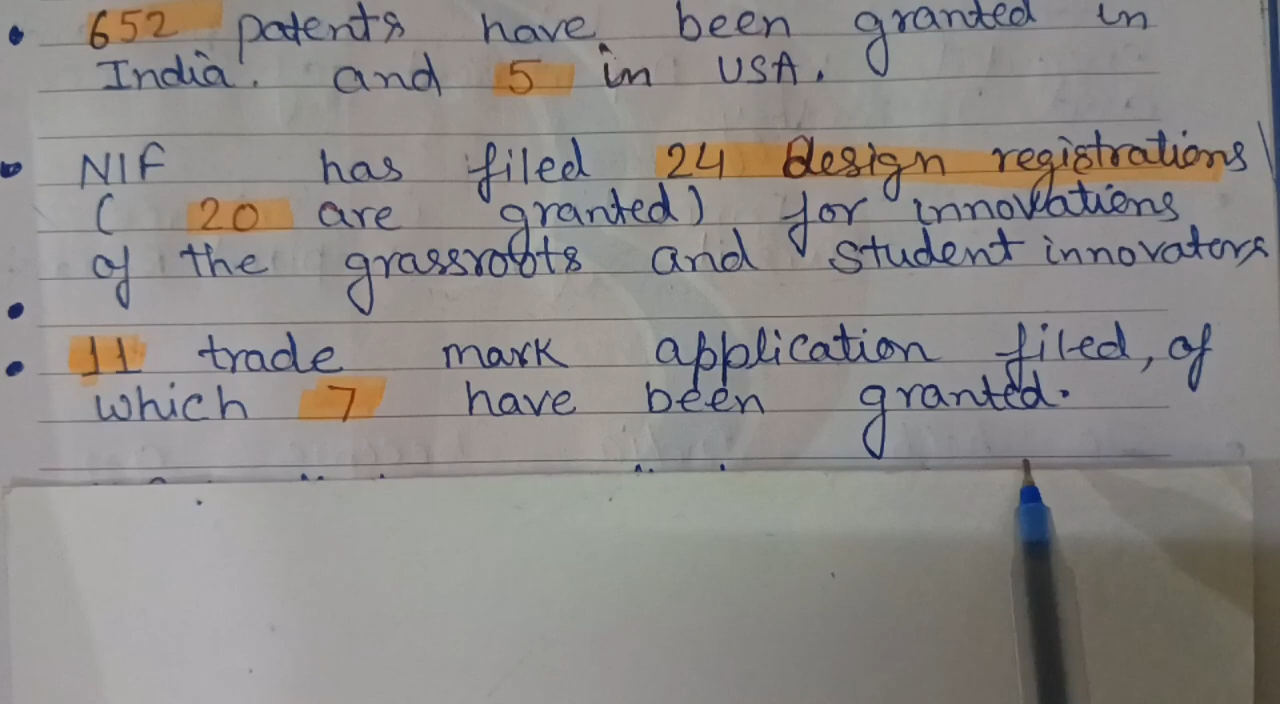 • 652 patents have been granted in
India. and 5 in USA.
• NIF has filed 24 design registrations
( 20 are granted) for innovations
of the grassroots and student innovators
•
• 11 trade mark application filed, of
which 7 have been granted.